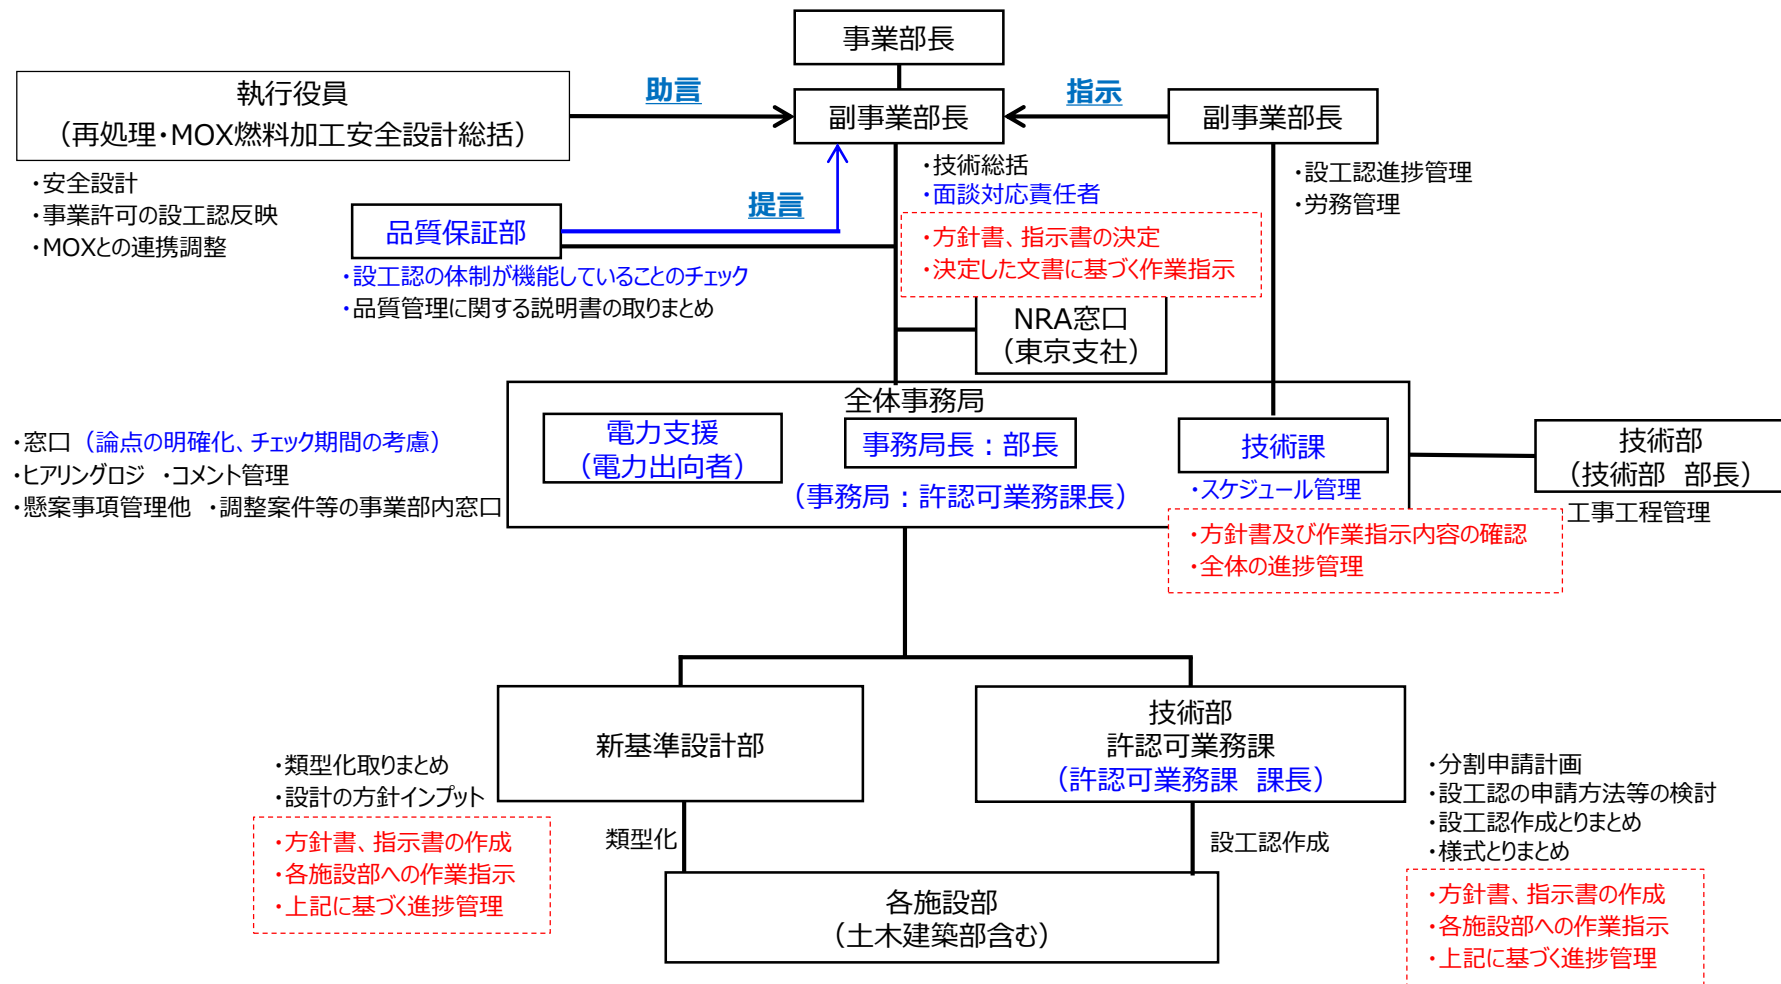 事業部長
執行役員
（再処理・MOX燃料加工安全設計総括）
助言
副事業部長
指示
副事業部長
・安全設計
・事業許可の設工認反映
・MOXとの連携調整
・技術総括
・面談対応責任者
・設工認進捗管理
・労務管理
提言
品質保証部
・方針書、指示書の決定
・決定した文書に基づく作業指示
・設工認の体制が機能していることのチェック
・品質管理に関する説明書の取りまとめ
NRA窓口
（東京支社）
全体事務局
電力支援
（電力出向者）
事務局長：部長
（事務局：許認可業務課長）
技術課
・スケジュール管理
・窓口（論点の明確化、チェック期間の考慮）
・ヒアリングロジ　・コメント管理
・懸案事項管理他　・調整案件等の事業部内窓口
技術部
（技術部　部長）
工事工程管理
・方針書及び作業指示内容の確認
・全体の進捗管理
新基準設計部
技術部
許認可業務課
（許認可業務課　課長）
・類型化取りまとめ
・設計の方針インプット
・方針書、指示書の作成
・各施設部への作業指示
・上記に基づく進捗管理
類型化
設工認作成
・分割申請計画
・設工認の申請方法等の検討
・設工認作成とりまとめ
・様式とりまとめ
・方針書、指示書の作成
・各施設部への作業指示
・上記に基づく進捗管理
各施設部
（土木建築部含む）